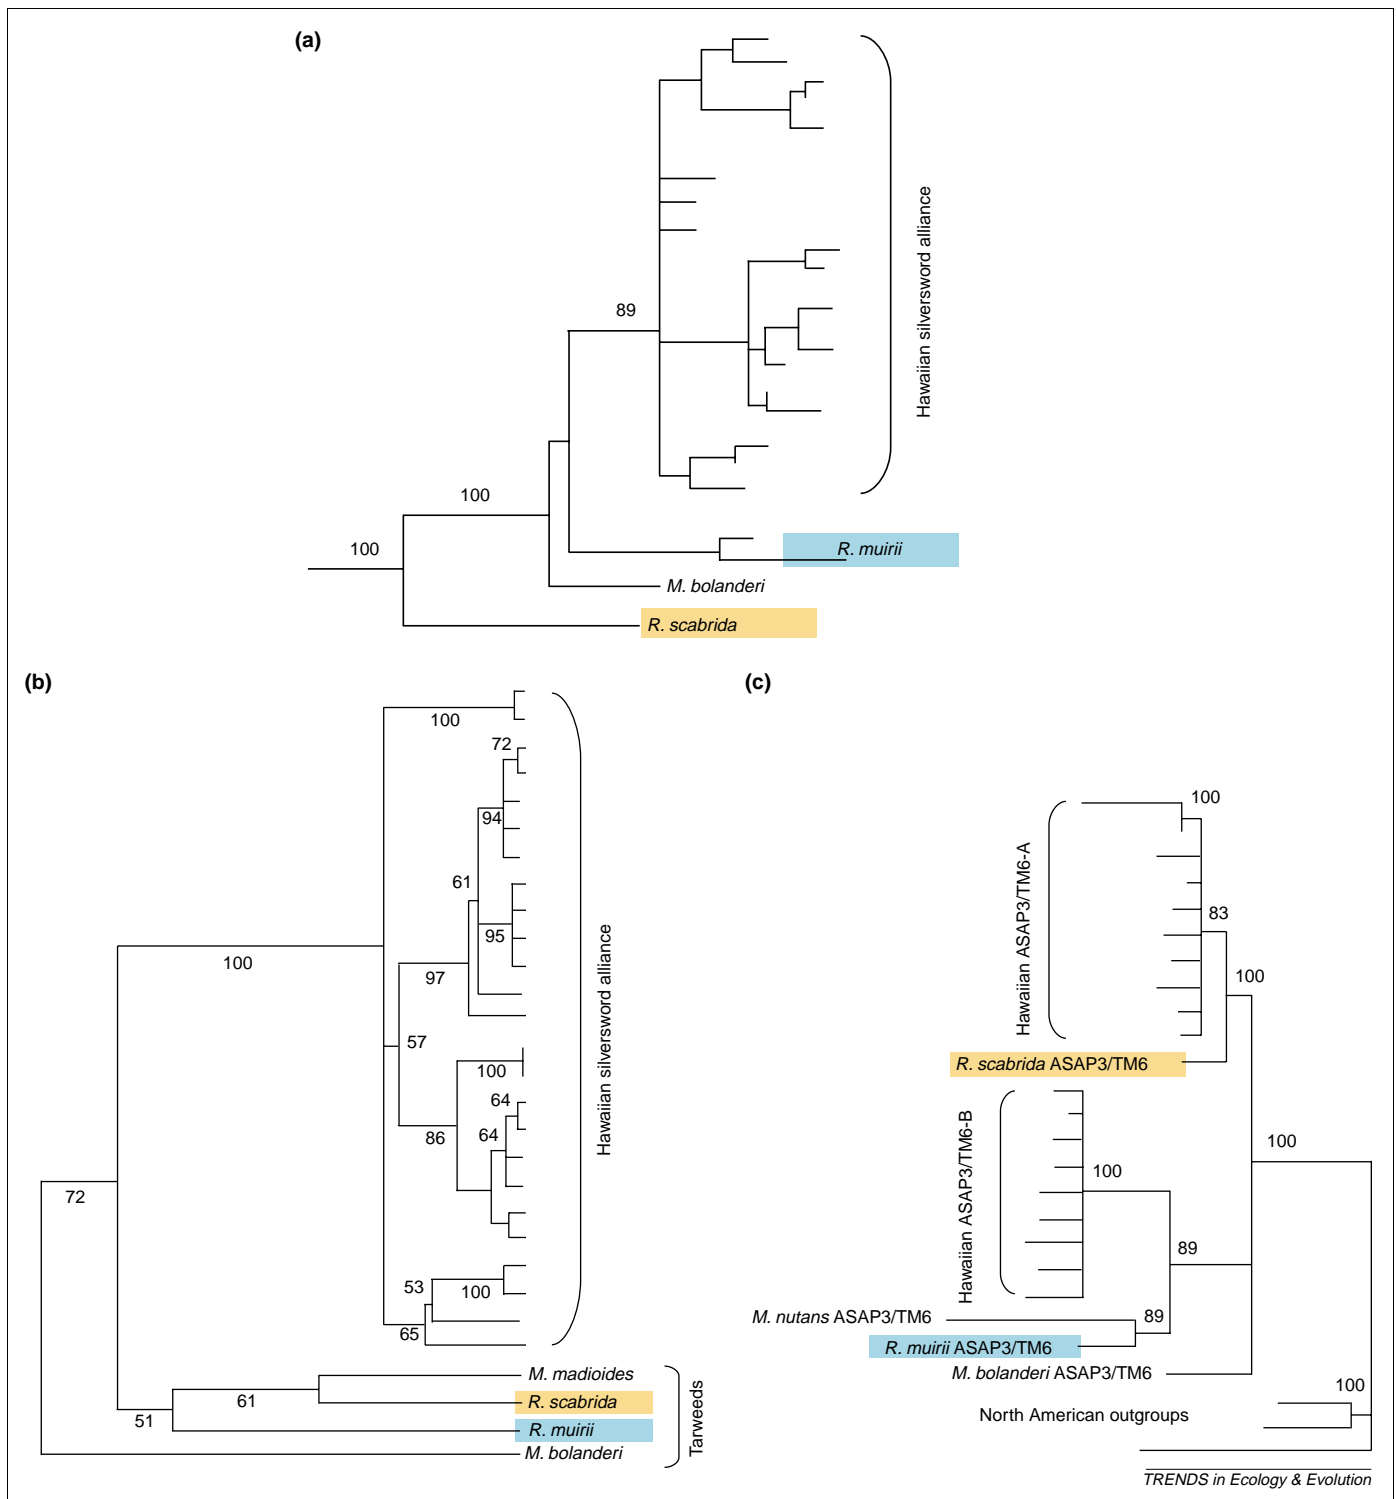 (a)
Hawaiian silversword alliance
89
100
100
R. muirii
M. bolanderi
R. scabrida
(b)
100
72
94
61
95
97
100
57
100
64
86
64
72
53
100
65
Hawaiian silversword alliance
M. madioides
61
R. scabrida
51
R. muirii
M. bolanderi
Tarweeds
(c)
100
Hawaiian ASAP3/TM6-A
83
100
R. scabrida ASAP3/TM6
Hawaiian ASAP3/TM6-B
100
100
89
M. nutans ASAP3/TM6
89
R. muirii ASAP3/TM6
M. bolanderi ASAP3/TM6
100
North American outgroups
TRENDS in Ecology & Evolution